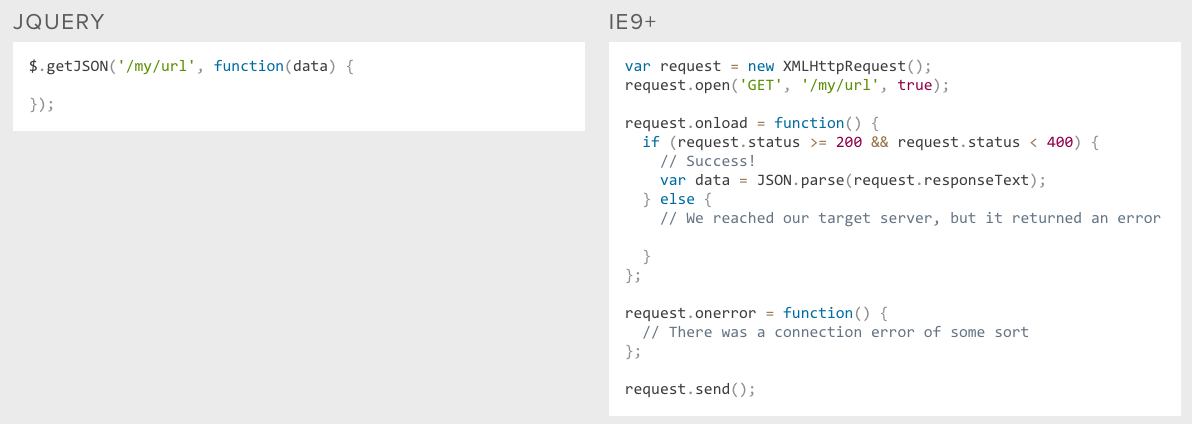 JQUERY
$.getJSON('/my/url', function(data) {

});
IE9+
var request = new XMLHttpRequest();
request.open('GET', '/my/url', true);

request.onload = function() {
  if (request.status >= 200 && request.status < 400) {
    // Success!
    var data = JSON.parse(request.responseText);
  } else {
    // We reached our target server, but it returned an error

  }
};

request.onerror = function() {
  // There was a connection error of some sort
};

request.send();